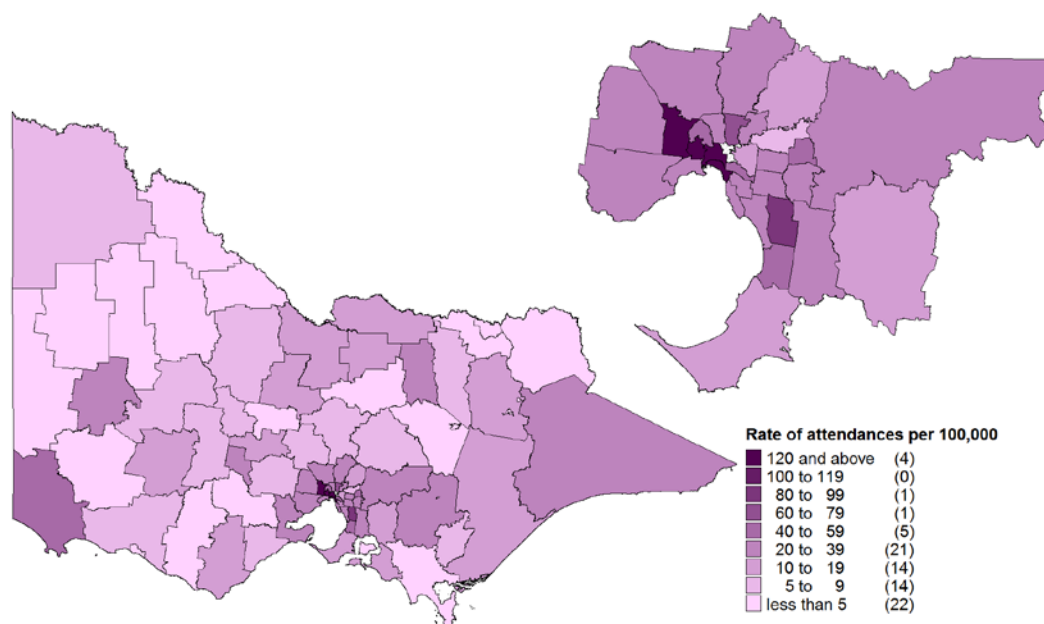 Rate of attendances per 100,000
120 and above (4)
100 to 119 (0)
80 to 99 (1)
60 to 79 (1)
40 to 59 (5)
20 to 39 (21)
10 to 19 (14)
5 to 9 (14)
less than 5 (22)